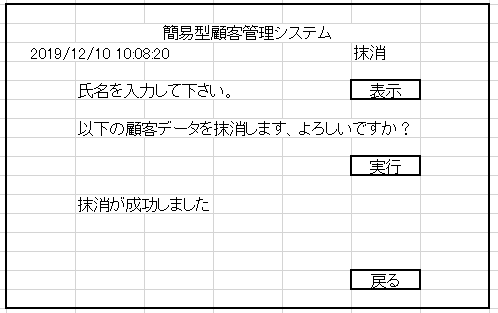 簡易型顧客管理システム
2019/12/10 10:08:20 抹消
氏名を入力して下さい。 表示
以下の顧客データを抹消します、よろしいですか？
実行
抹消が成功しました
戻る